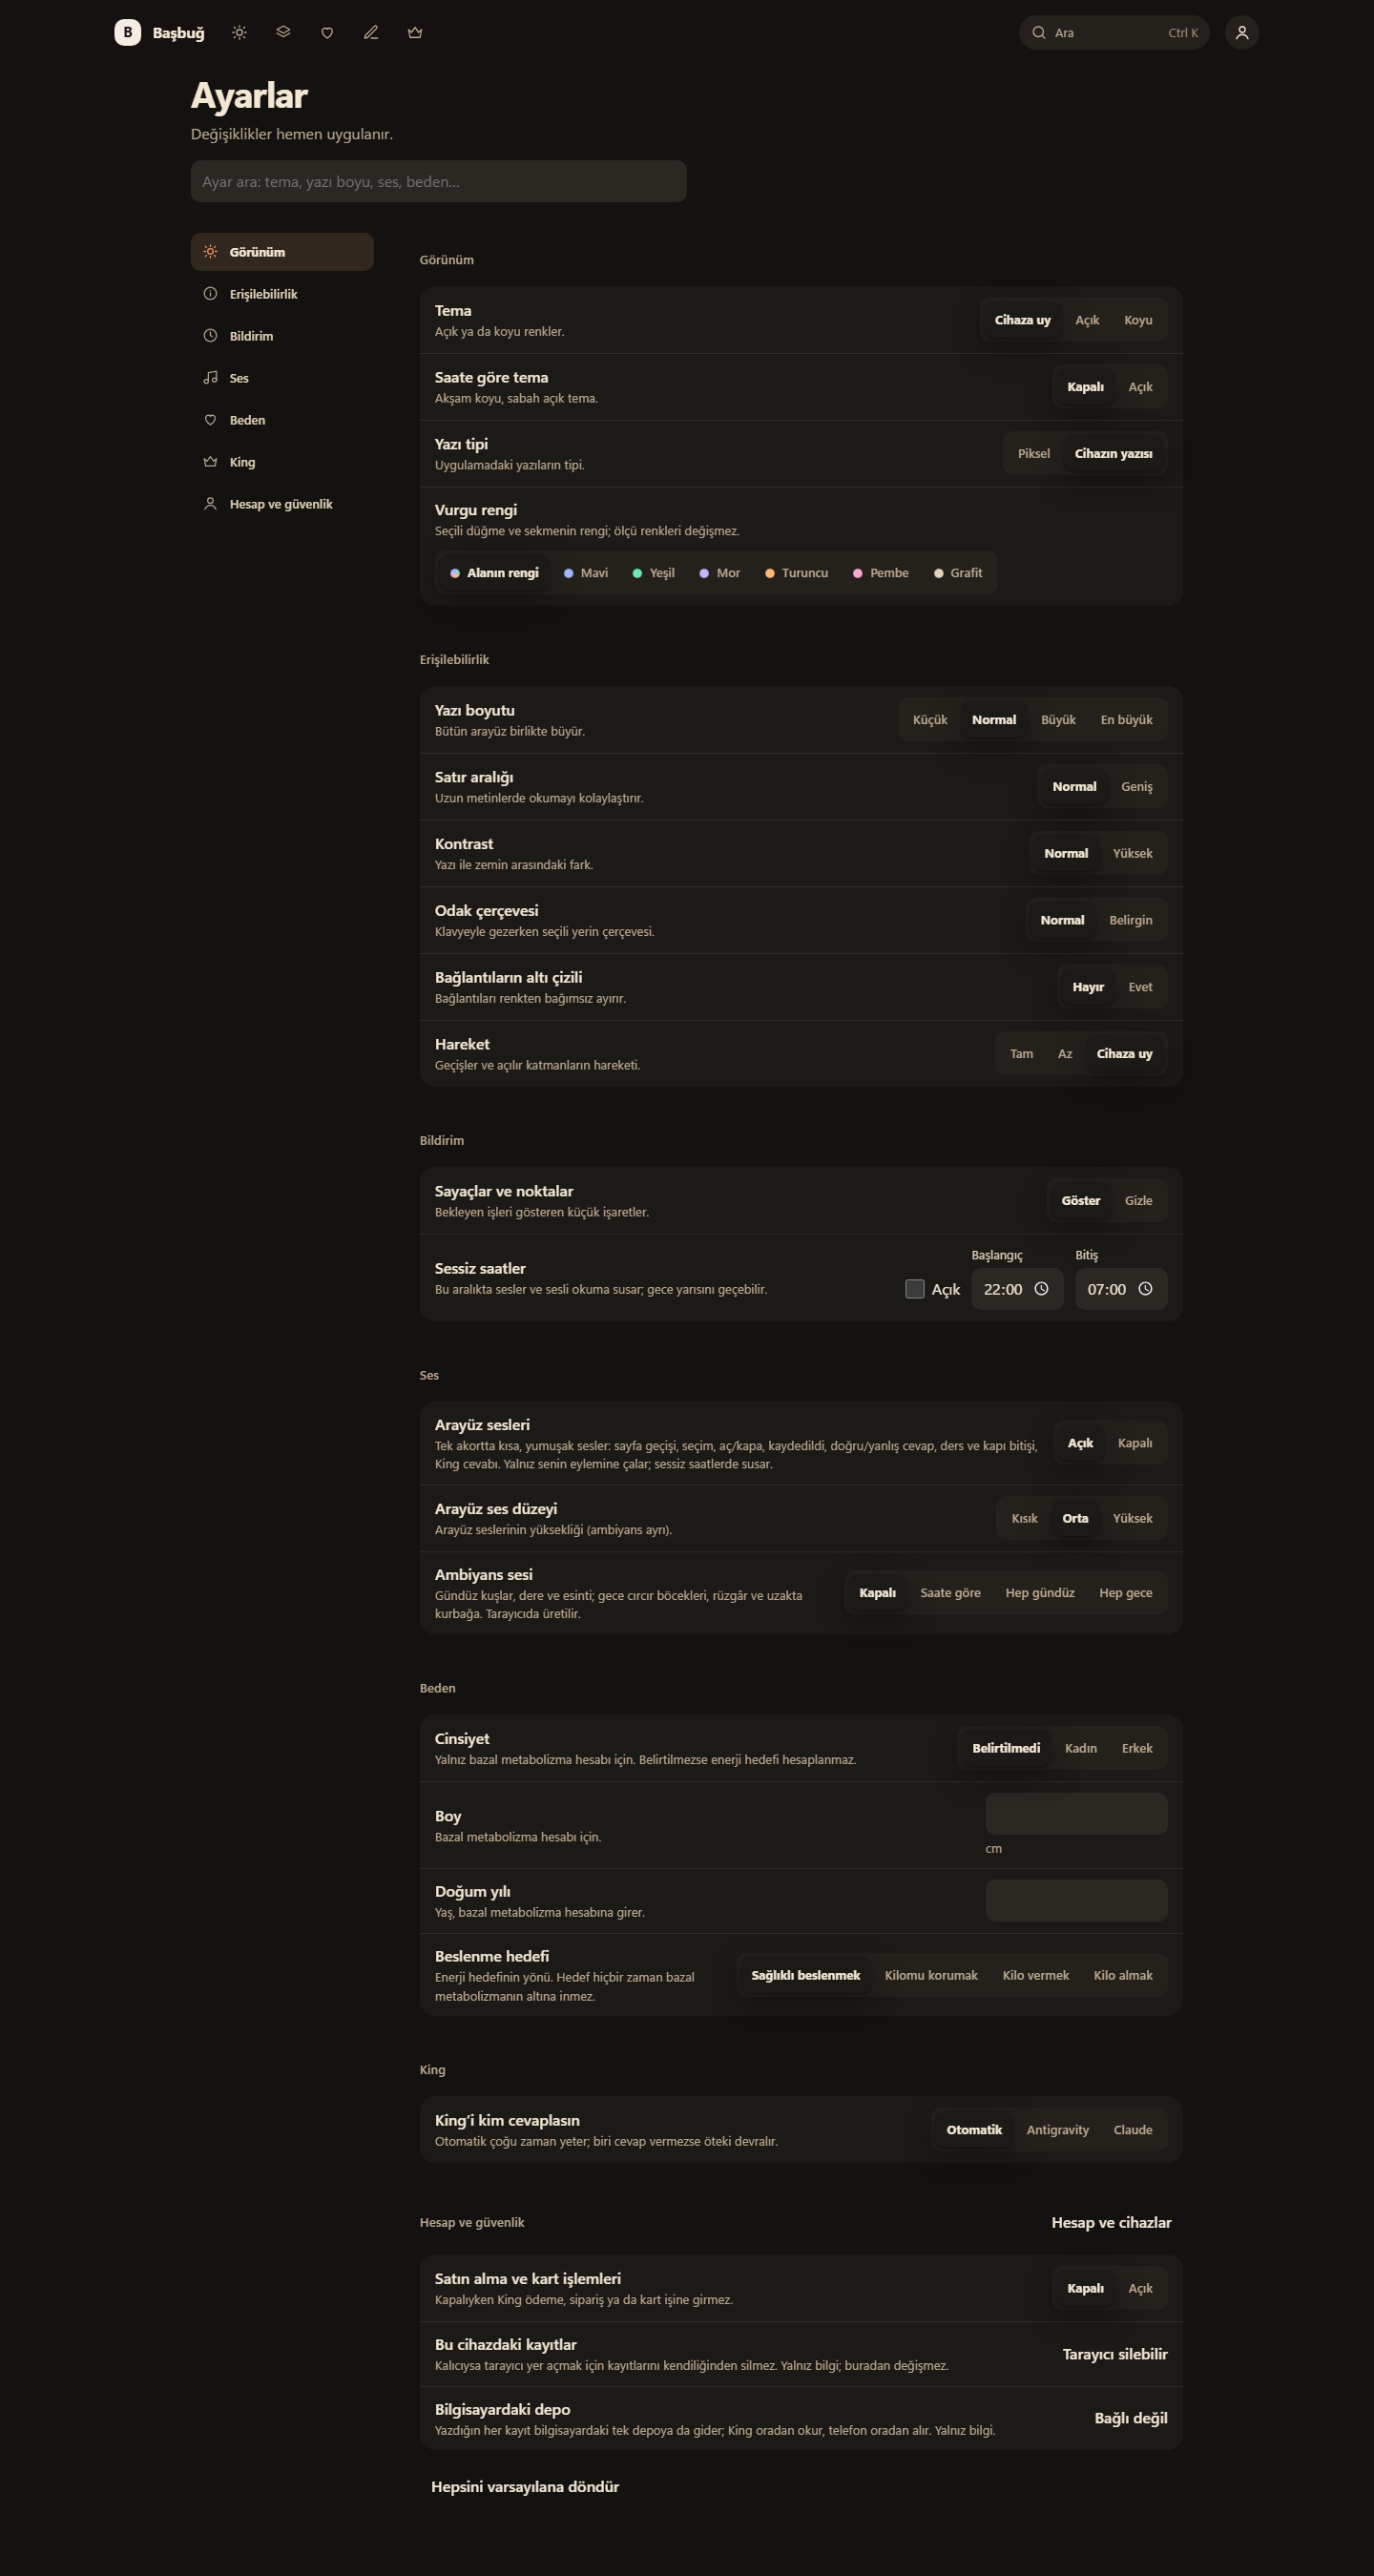 B Başbuğ Ara Ctrl K
Ayarlar
Değişiklikler hemen uygulanır.
Ayar ara: tema, yazı boyu, ses, beden...
Görünüm
Erişilebilirlik
Bildirim
Ses
Beden
King
Hesap ve güvenlik
Görünüm
Tema
Açık ya da koyu renkler.
Cihaza uy Açık Koyu
Saate göre tema
Akşam koyu, sabah açık tema.
Kapalı Açık
Yazı tipi
Uygulamadaki yazıların tipi.
Piksel Cihazın yazısı
Vurgu rengi
Seçili düğme ve sekmenin rengi; ölçü renkleri değişmez.
Alanın rengi Mavi Yeşil Mor Turuncu Pembe Grafit
Erişilebilirlik
Yazı boyutu
Bütün arayüz birlikte büyür.
Küçük Normal Büyük En büyük
Satır aralığı
Uzun metinlerde okumayı kolaylaştırır.
Normal Geniş
Kontrast
Yazı ile zemin arasındaki fark.
Normal Yüksek
Odak çerçevesi
Klavyeyle gezerken seçili yerin çerçevesi.
Normal Belirgin
Bağlantıların altı çizili
Bağlantıları renkten bağımsız ayırır.
Hayır Evet
Hareket
Geçişler ve açılır katmanların hareketi.
Tam Az Cihaza uy
Bildirim
Sayaçlar ve noktalar
Bekleyen işleri gösteren küçük işaretler.
Göster Gizle
Sessiz saatler
Bu aralıkta sesler ve sesli okuma susar; gece yarısını geçebilir.
Başlangıç Bitiş
Açık 22:00 07:00
Ses
Arayüz sesleri
Tek akortta kısa, yumuşak sesler: sayfa geçişi, seçim, aç/kapa, kaydedildi, doğru/yanlış cevap, ders ve kapı bitişi,
King cevabı. Yalnız senin eylemine çalar; sessiz saatlerde susar.
Açık Kapalı
Arayüz ses düzeyi
Arayüz seslerinin yüksekliği (ambiyans ayrı).
Kısık Orta Yüksek
Ambiyans sesi
Gündüz kuşlar, dere ve esinti; gece cırcır böcekleri, rüzgâr ve uzakta
kurbağa. Tarayıcıda üretilir.
Kapalı Saate göre Hep gündüz Hep gece
Beden
Cinsiyet
Yalnız bazal metabolizma hesabı için. Belirtilmezse enerji hedefi hesaplanmaz.
Belirtilmedi Kadın Erkek
Boy
Bazal metabolizma hesabı için.
cm
Doğum yılı
Yaş, bazal metabolizma hesabına girer.
Beslenme hedefi
Enerji hedefinin yönü. Hedef hiçbir zaman bazal
metabolizmanın altına inmez.
Sağlıklı beslenmek Kilomu korumak Kilo vermek Kilo almak
King
King'i kim cevaplasın
Otomatik çoğu zaman yeter; biri cevap vermezse öteki devralır.
Otomatik Antigravity Claude
Hesap ve güvenlik
Hesap ve cihazlar
Satın alma ve kart işlemleri
Kapalıyken King ödeme, sipariş ya da kart işine girmez.
Kapalı Açık
Bu cihazdaki kayıtlar
Kalıcıysa tarayıcı yer açmak için kayıtlarını kendiliğinden silmez. Yalnız bilgi; buradan değişmez.
Tarayıcı silebilir
Bilgisayardaki depo
Yazdığın her kayıt bilgisayardaki tek depoya da gider; King oradan okur, telefon oradan alır. Yalnız bilgi.
Bağlı değil
Hepsini varsayılana döndür